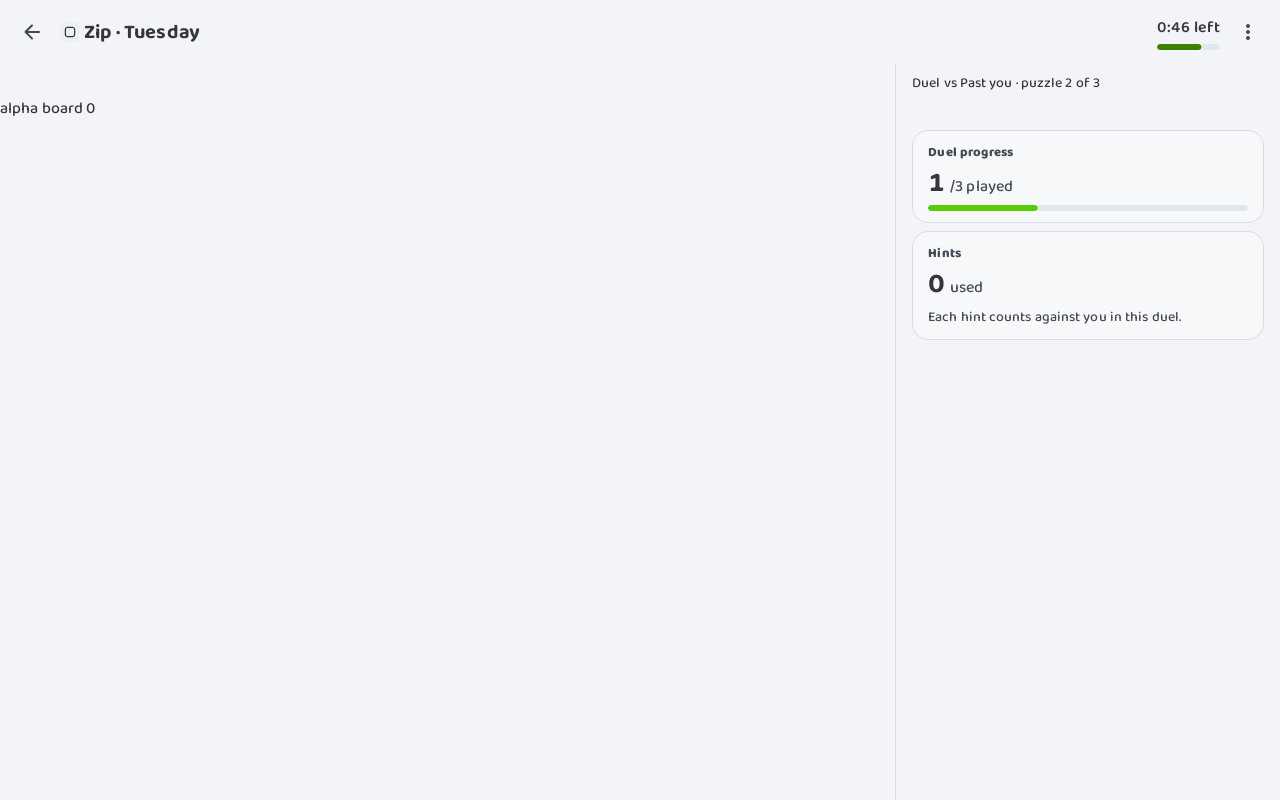 Zip · Tuesday
0:46 left
alpha board 0
Duel vs Past you · puzzle 2 of 3
Duel progress
1 /3 played
Hints
0 used
Each hint counts against you in this duel.